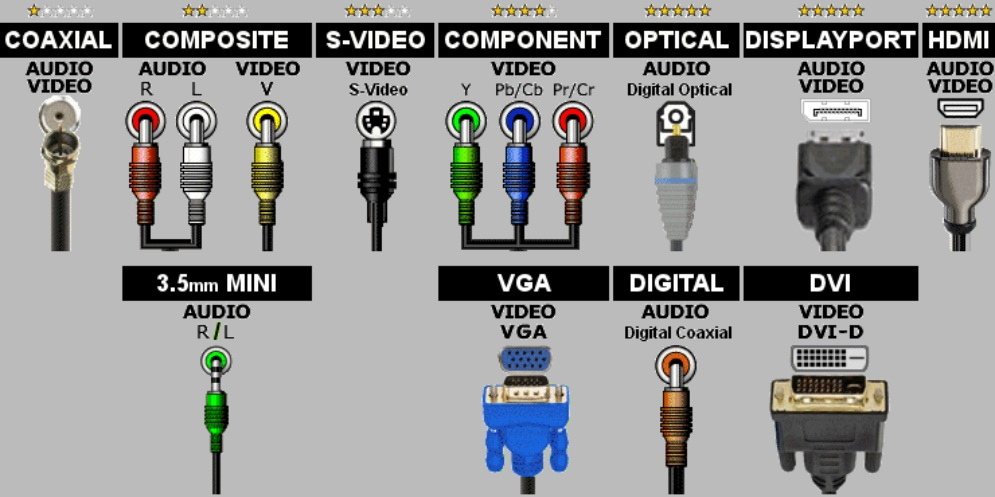 COAXIAL
AUDIO
VIDEO
COMPOSITE
AUDIO VIDEO
R L V
S-VIDEO
VIDEO
S-Video
COMPONENT
VIDEO
Y Pb/Cb Pr/Cr
OPTICAL
AUDIO
Digital Optical
DISPLAYPORT
AUDIO
VIDEO
HDMI
AUDIO
VIDEO
3.5mm MINI
AUDIO
R/L
VGA
VIDEO
VGA
DIGITAL
AUDIO
Digital Coaxial
DVI
VIDEO
DVI-D